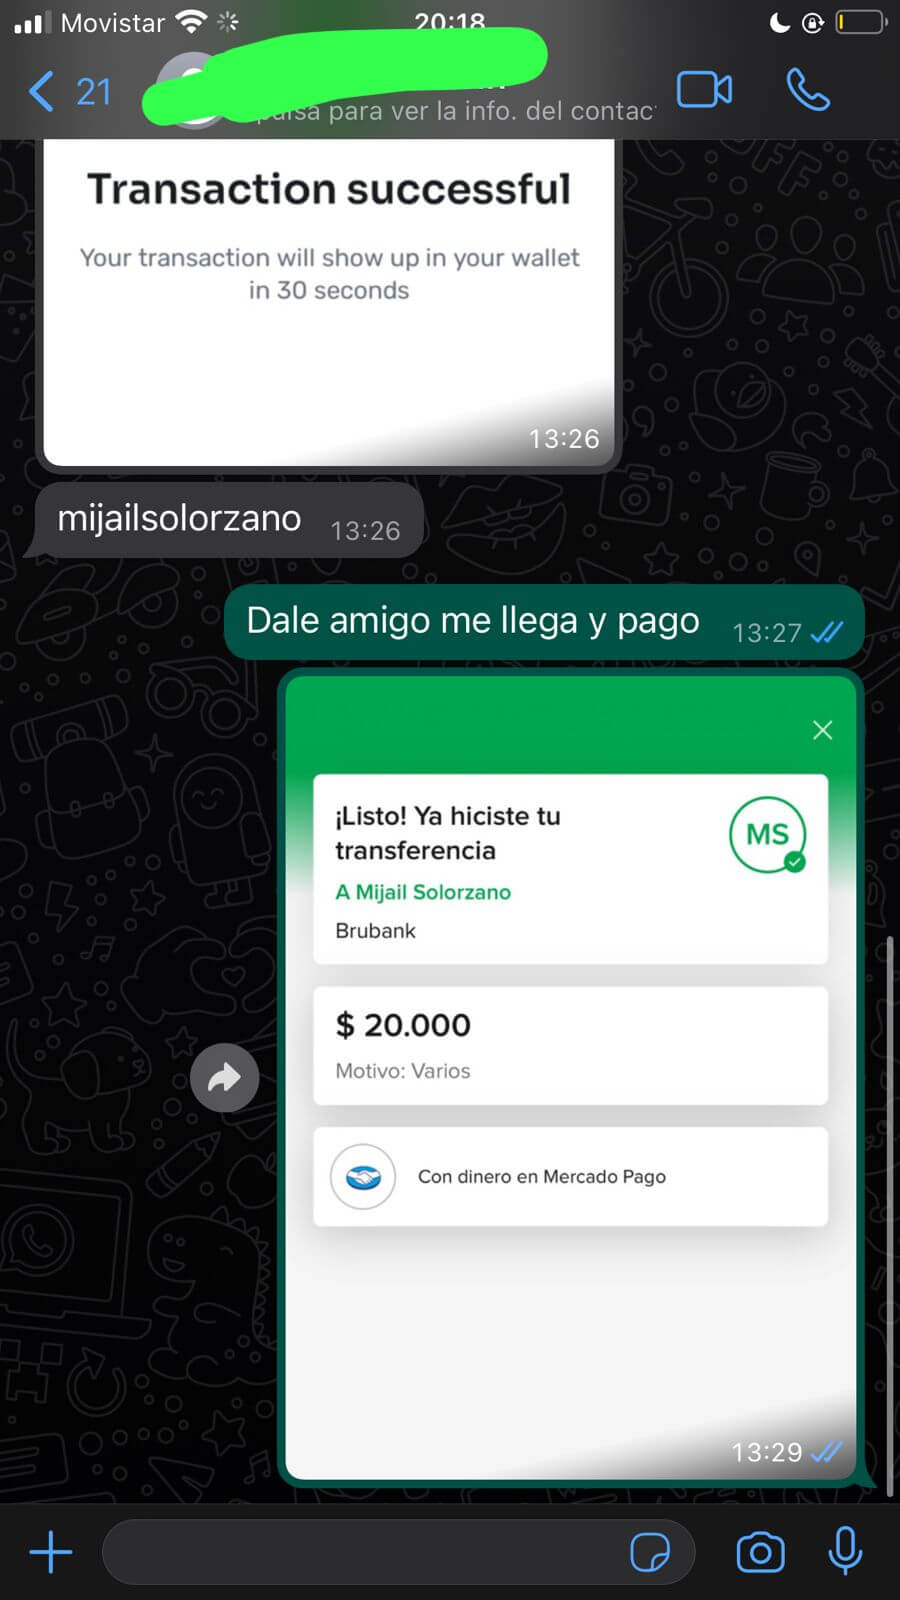 Movistar 20:18
21
para ver la info. del contac
Transaction successful
Your transaction will show up in your wallet
in 30 seconds
13:26
mijailsolorzano 13:26
Dale amigo me llega y pago 13:27
¡Listo! Ya hiciste tu
transferencia
MS
A Mijail Solorzano
Brubank
$ 20.000
Motivo: Varios
Con dinero en Mercado Pago
13:29